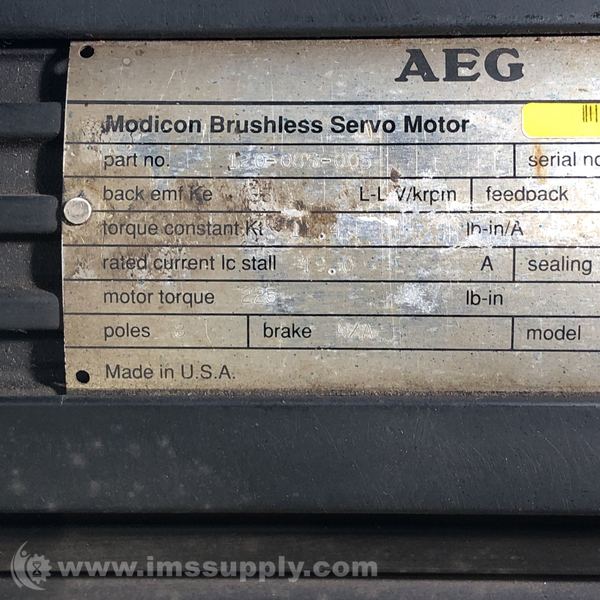 AEG
Modicon Brushless Servo Motor
part no. serial no
back emf Ke L-L V/krpm feedback
torque constant Kt lb-in/A
rated current Ic stall A sealing
motor torque 225 lb-in
poles brake N/A model
Made in U.S.A.
www.imssupply.com